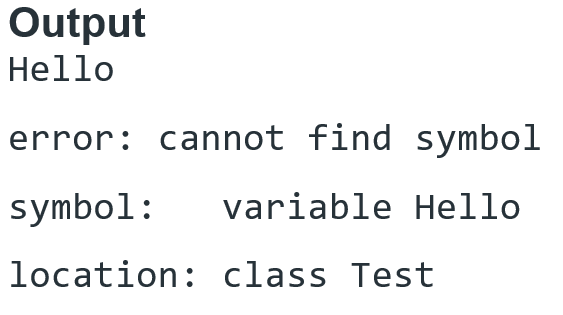 Output
Hello
error: cannot find symbol
symbol:   variable Hello
location: class Test